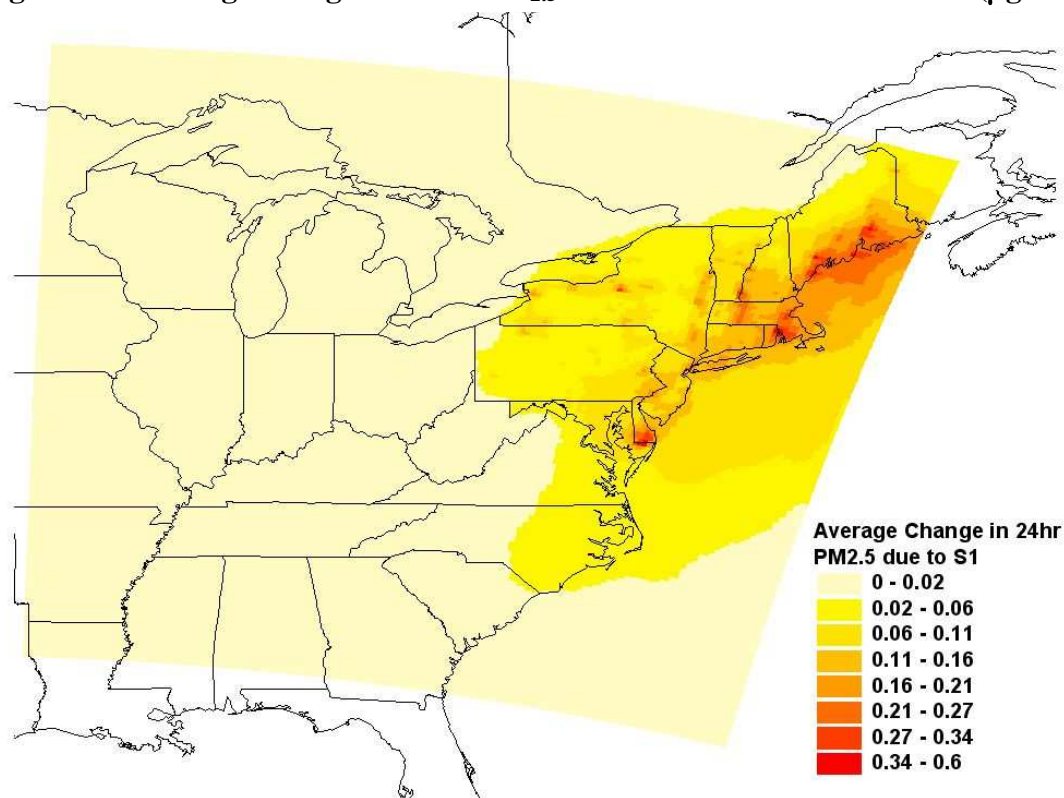 Average Change in 24hr
PM2.5 due to S1
0 - 0.02
0.02 - 0.06
0.06 - 0.11
0.11 - 0.16
0.16 - 0.21
0.21 - 0.27
0.27 - 0.34
0.34 - 0.6